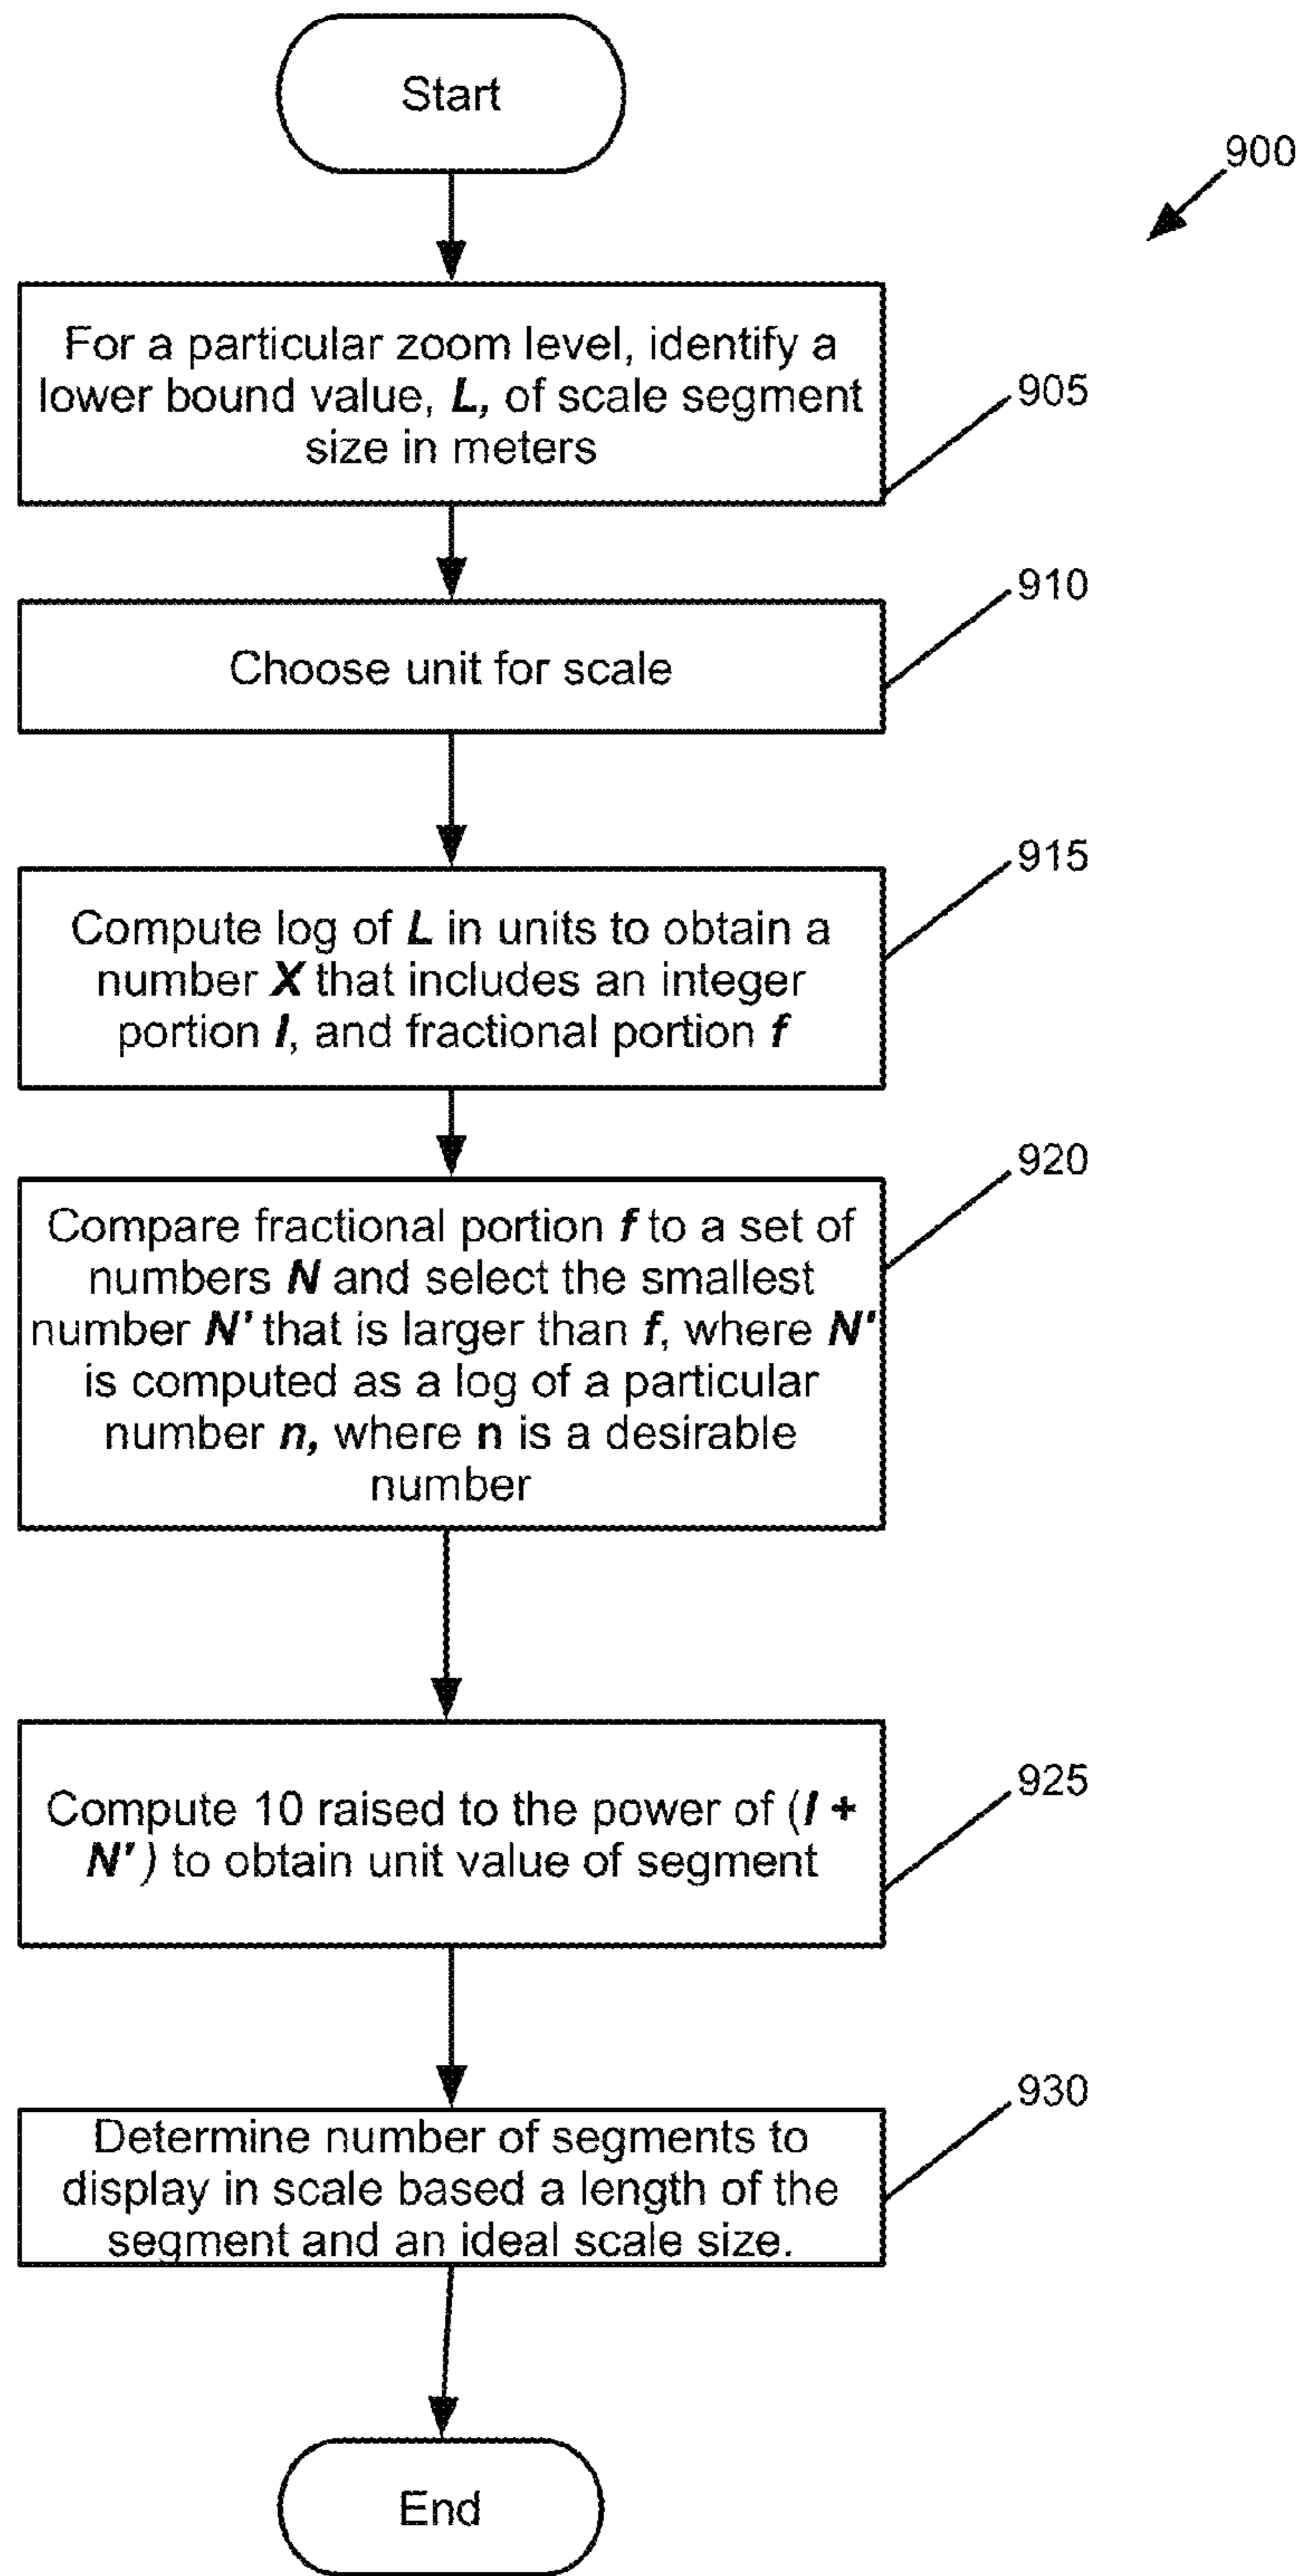 Start
900
For a particular zoom level, identify a
lower bound value, L, of scale segment
size in meters
905
910
Choose unit for scale
915
Compute log of L in units to obtain a
number X that includes an integer
portion I, and fractional portion f
920
Compare fractional portion f to a set of
numbers N and select the smallest
number N' that is larger than f, where N'
is computed as a log of a particular
number n, where n is a desirable
number
925
Compute 10 raised to the power of (I +
N' ) to obtain unit value of segment
930
Determine number of segments to
display in scale based a length of the
segment and an ideal scale size.
End